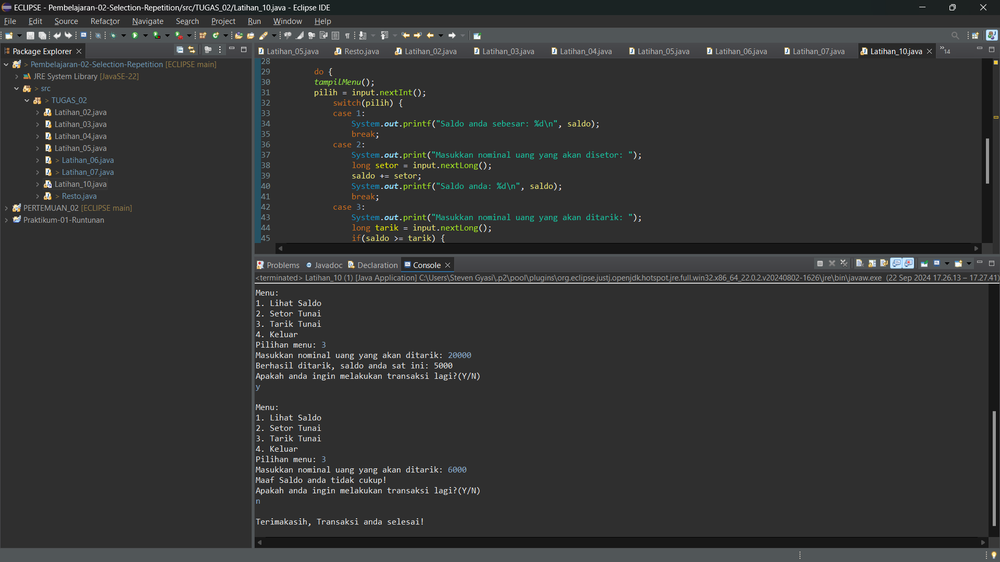 ECLIPSE - Pembelajaran-02-Selection-Repetition/src/TUGAS_02/Latihan_10.java - Eclipse IDE
File Edit Source Refactor Navigate Search Project Run Window Help
Package Explorer
> Pembelajaran-02-Selection-Repetition [ECLIPSE main]
JRE System Library [JavaSE-22]
> src
> TUGAS_02
Latihan_02.java
Latihan_03.java
Latihan_04.java
Latihan_05.java
> Latihan_06.java
> Latihan_07.java
Latihan_10.java
> Resto.java
PERTEMUAN_02 [ECLIPSE main]
Praktikum-01-Runtunan
Latihan_05.java Resto.java Latihan_02.java Latihan_03.java Latihan_04.java Latihan_05.java Latihan_06.java Latihan_07.java Latihan_10.java »14
28
29 do {
30 tampilMenu();
31 pilih = input.nextInt();
32 switch(pilih) {
33 case 1:
34 System.out.printf("Saldo anda sebesar: %d\n", saldo);
35 break;
36 case 2:
37 System.out.print("Masukkan nominal uang yang akan disetor: ");
38 long setor = input.nextLong();
39 saldo += setor;
40 System.out.printf("Saldo anda: %d\n", saldo);
41 break;
42 case 3:
43 System.out.print("Masukkan nominal uang yang akan ditarik: ");
44 long tarik = input.nextLong();
45 if(saldo >= tarik) {
Problems Javadoc Declaration Console
<terminated> Latihan_10 (1) [Java Application] C:\Users\Steven Gyasi\.p2\pool\plugins\org.eclipse.justj.openjdk.hotspot.jre.full.win32.x86_64_22.0.2.v20240802-1626\jre\bin\javaw.exe (22 Sep 2024 17.26.13 – 17.27.41)
Menu:
1. Lihat Saldo
2. Setor Tunai
3. Tarik Tunai
4. Keluar
Pilihan menu: 3
Masukkan nominal uang yang akan ditarik: 20000
Berhasil ditarik, saldo anda sat ini: 5000
Apakah anda ingin melakukan transaksi lagi?(Y/N)
y
Menu:
1. Lihat Saldo
2. Setor Tunai
3. Tarik Tunai
4. Keluar
Pilihan menu: 3
Masukkan nominal uang yang akan ditarik: 6000
Maaf Saldo anda tidak cukup!
Apakah anda ingin melakukan transaksi lagi?(Y/N)
n
Terimakasih, Transaksi anda selesai!